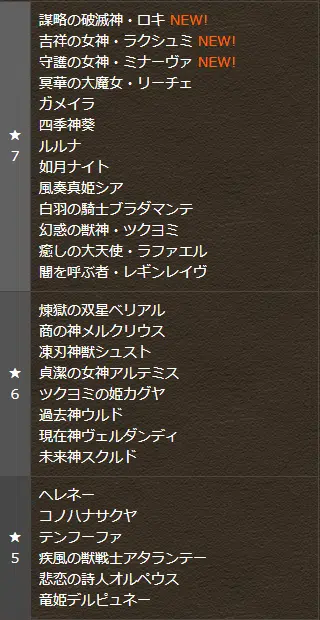 ★
7
謀略の破滅神・ロキ NEW!
吉祥の女神・ラクシュミ NEW!
守護の女神・ミナーヴァ NEW!
冥華の大魔女・リーチェ
ガメイラ
四季神葵
ルルナ
如月ナイト
風奏真姫シア
白羽の騎士ブラダマンテ
幻惑の獣神・ツクヨミ
癒しの大天使・ラファエル
闇を呼ぶ者・レギンレイヴ
★
6
煉獄の双星ベリアル
商の神メルクリウス
凍刃神獣シュスト
貞潔の女神アルテミス
ツクヨミの姫カグヤ
過去神ウルド
現在神ヴェルダンディ
未来神スクルド
★
5
ヘレネー
コノハナサクヤ
テンフーファ
疾風の獣戦士アタランテー
悲恋の詩人オルペウス
竜姫デルピュネー